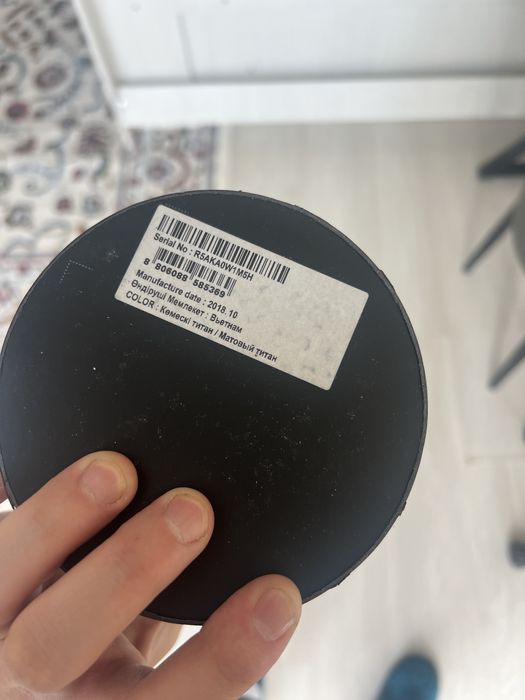 Serial No : R5AKA0W1M5H
8 806088 585369
Manufacture date : 2018.10
Өндіруші Мемлекет : Вьетнам
COLOR : Көмескі титан / Матовый титан